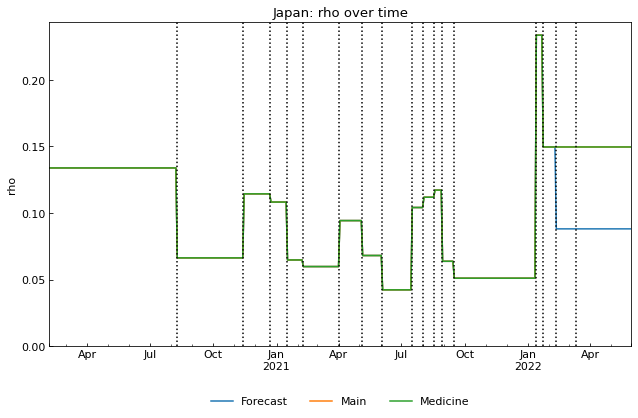 Japan: rho over time
rho
0.20
0.15
0.10
0.05
0.00
Apr Jul Oct Jan Apr Jul Oct Jan Apr
2021 2022
Forecast Main Medicine